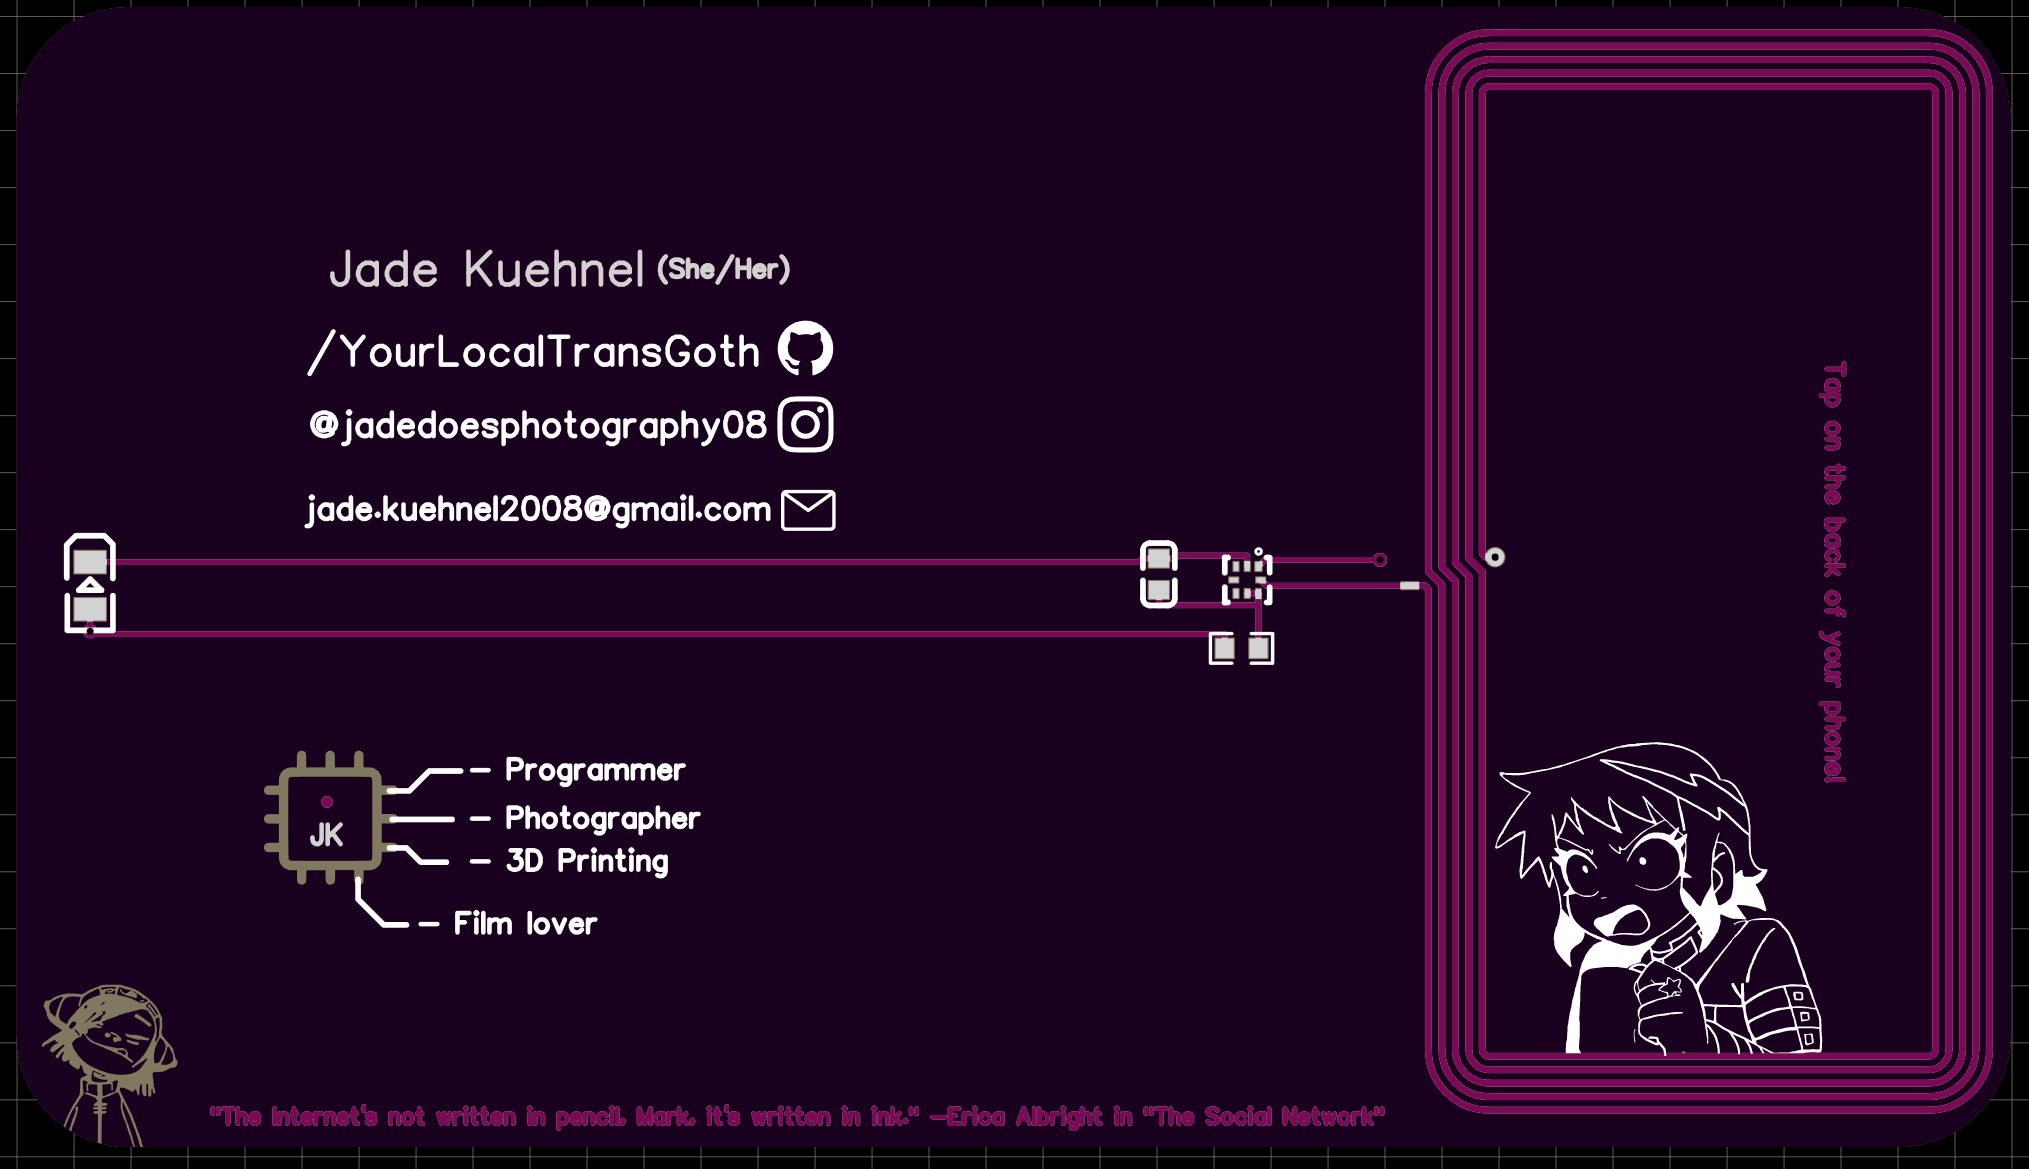 Jade Kuehnel (She/Her)
/YourLocalTransGoth
@jadedoesphotography08
jade.kuehnel2008@gmail.com
Tap on the back of your phone!
JK
- Programmer
- Photographer
- 3D Printing
- Film lover
"The Internet's not written in pencil, Mark, it's written in ink." -Erica Albright in "The Social Network"